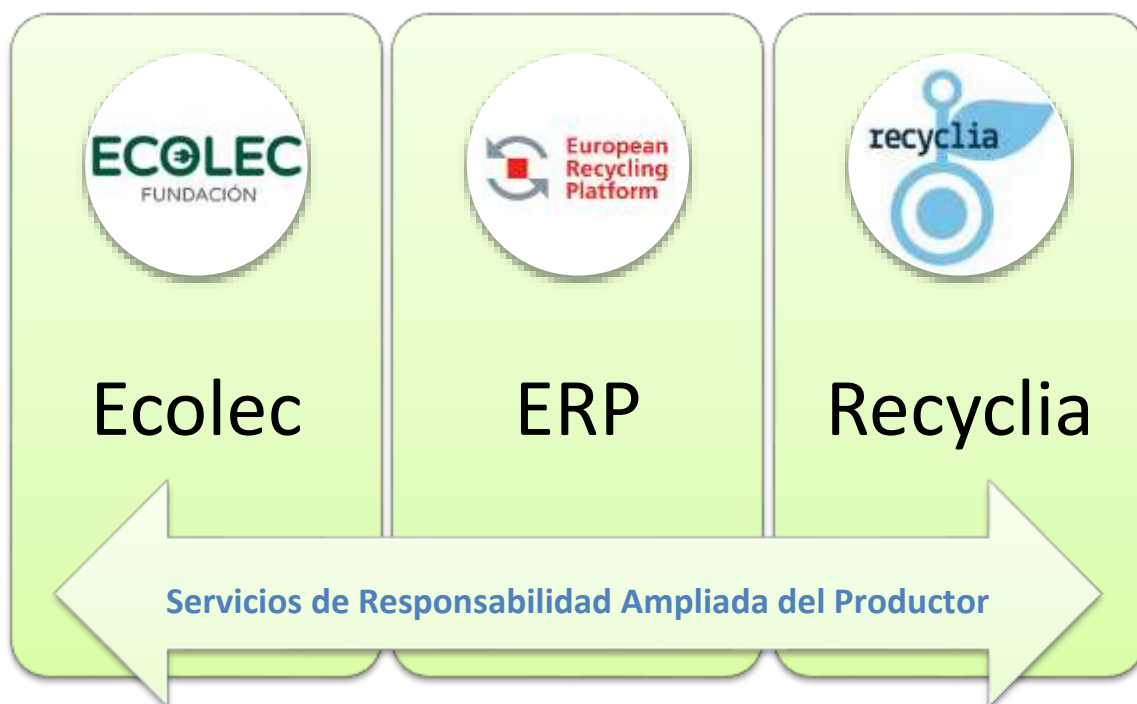 ECOLEC
FUNDACIÓN
European
Recycling
Platform
recyclia
Ecolec
ERP
Recyclia
Servicios de Responsabilidad Ampliada del Productor